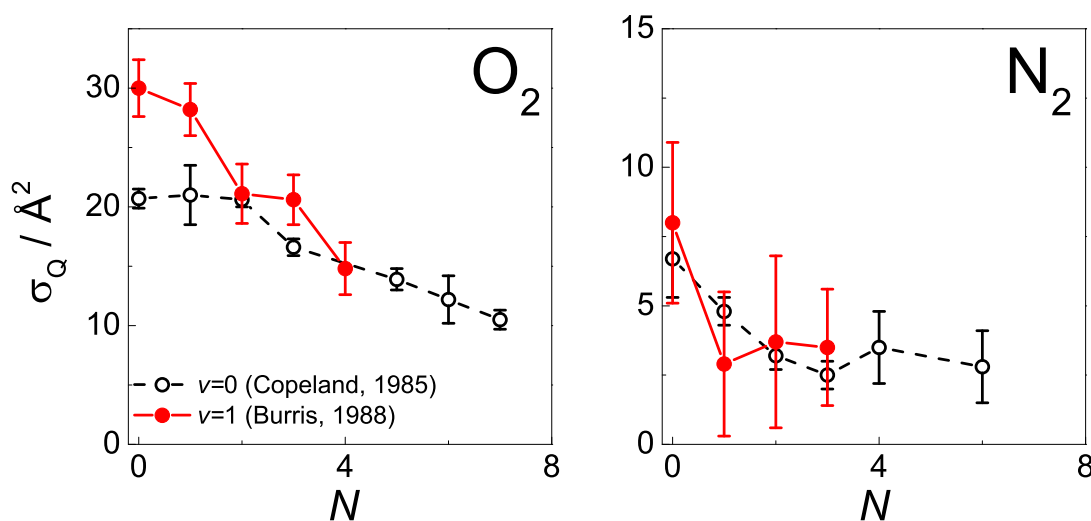 O₂
30
20
10
0
σ_Q / Å²
v=0 (Copeland, 1985)
v=1 (Burris, 1988)
0 4 8
N
N₂
15
10
5
0
0 4 8
N